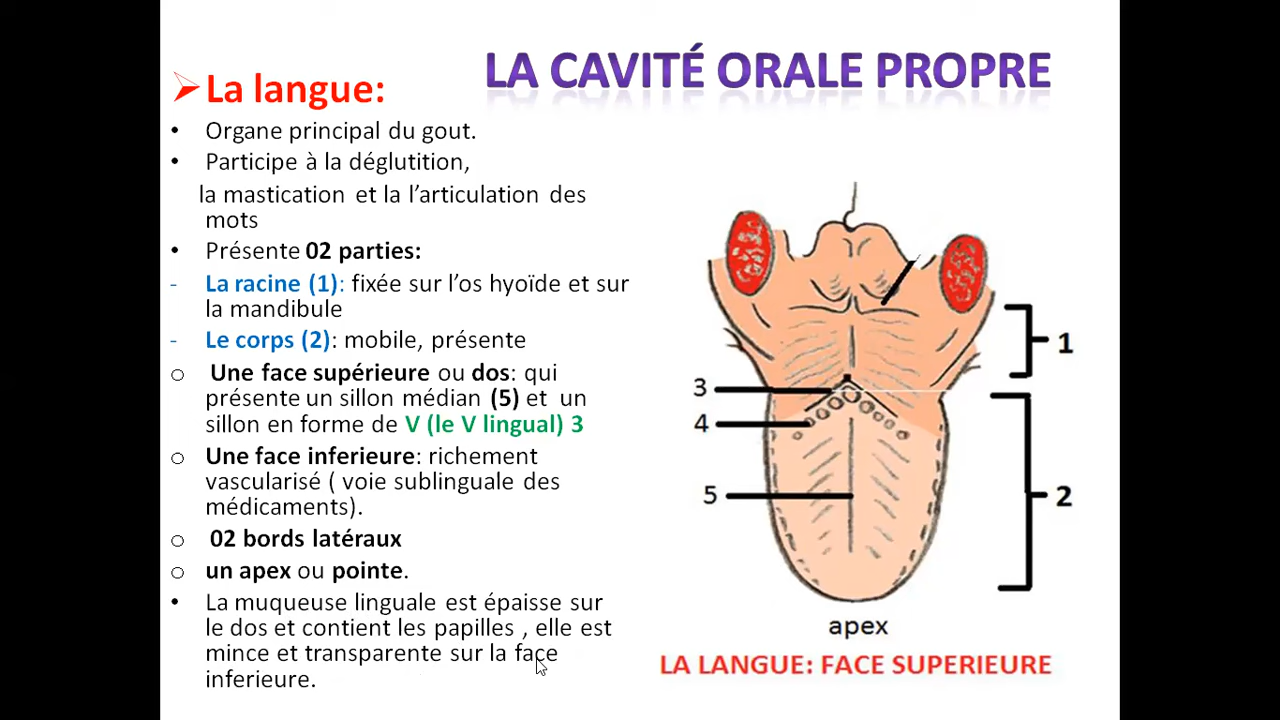 LA CAVITÉ ORALE PROPRE
La langue:
• Organe principal du gout.
• Participe à la déglutition,
la mastication et la l’articulation des
mots
• Présente 02 parties:
- La racine (1): fixée sur l’os hyoïde et sur
la mandibule
- Le corps (2): mobile, présente
o Une face supérieure ou dos: qui
présente un sillon médian (5) et un
sillon en forme de V (le V lingual) 3
o Une face inferieure: richement
vascularisé ( voie sublinguale des
médicaments).
o 02 bords latéraux
o un apex ou pointe.
• La muqueuse linguale est épaisse sur
le dos et contient les papilles , elle est
mince et transparente sur la face
inferieure.
1
3
4
5
2
apex
LA LANGUE: FACE SUPERIEURE